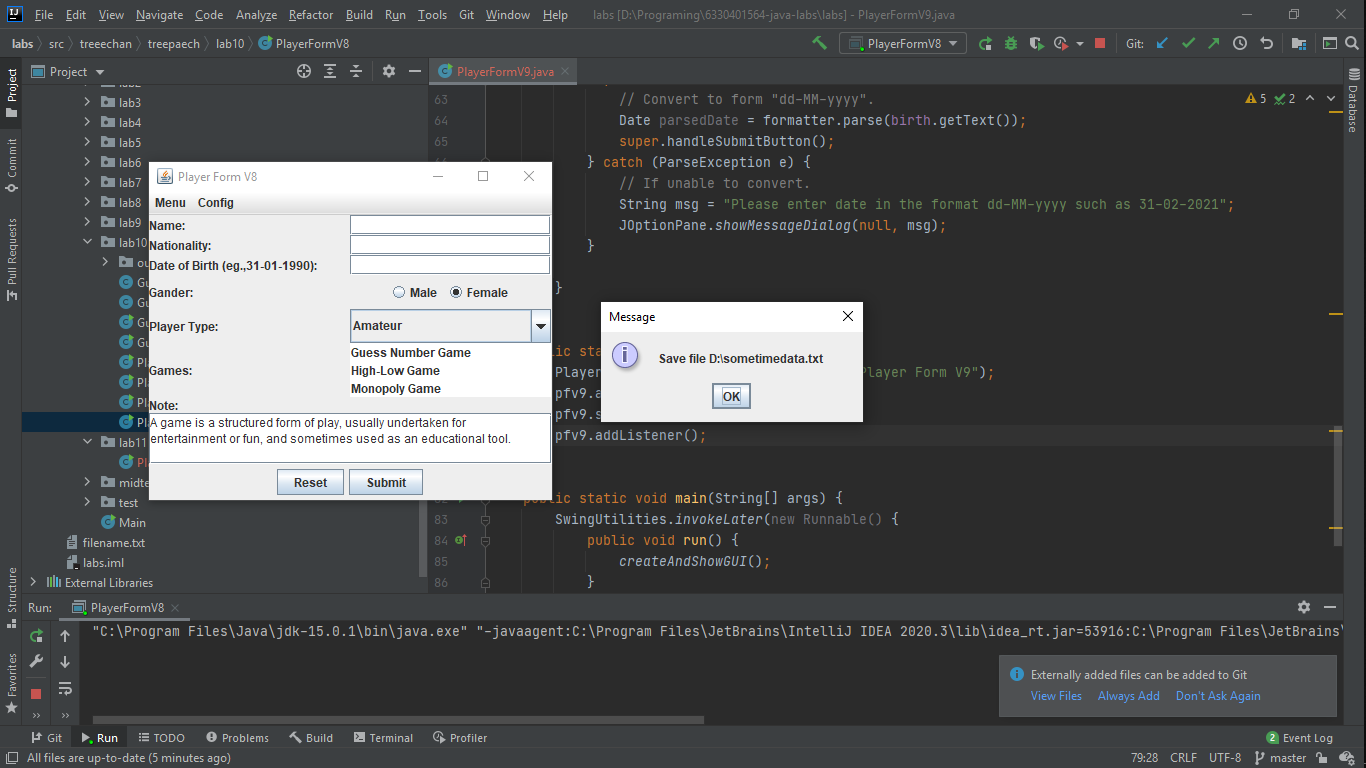 File Edit View Navigate Code Analyze Refactor Build Run Tools Git Window Help labs [D:\Programing\6330401564-java-labs\labs] - PlayerFormV9.java
labs src treeechan treepaech lab10 PlayerFormV8
PlayerFormV8 Git:
Project
PlayerFormV9.java
lab3
lab4
lab5
lab6
lab7
lab8
lab9
lab10
ou
Gu
Gu
Gu
Gu
Pl
Pl
Pl
Pl
lab11
Pl
midte
test
Main
filename.txt
labs.iml
External Libraries
Project
Commit
Pull Requests
Structure
Favorites
Database
5 2
63 // Convert to form "dd-MM-yyyy".
64 Date parsedDate = formatter.parse(birth.getText());
65 super.handleSubmitButton();
} catch (ParseException e) {
// If unable to convert.
String msg = "Please enter date in the format dd-MM-yyyy such as 31-02-2021";
JOptionPane.showMessageDialog(null, msg);
}
}
ic sta
Player Player Form V9");
pfv9.a
pfv9.s
pfv9.addListener();
public static void main(String[] args) {
83 SwingUtilities.invokeLater(new Runnable() {
84 public void run() {
85 createAndShowGUI();
86 }
Player Form V8
Menu Config
Name:
Nationality:
Date of Birth (eg.,31-01-1990):
Gander: Male Female
Player Type: Amateur
Games:
Guess Number Game
High-Low Game
Monopoly Game
Note:
A game is a structured form of play, usually undertaken for
entertainment or fun, and sometimes used as an educational tool.
Reset Submit
Message
Save file D:\sometimedata.txt
OK
Run: PlayerFormV8
"C:\Program Files\Java\jdk-15.0.1\bin\java.exe" "-javaagent:C:\Program Files\JetBrains\IntelliJ IDEA 2020.3\lib\idea_rt.jar=53916:C:\Program Files\JetBrains\
Externally added files can be added to Git
View Files Always Add Don't Ask Again
Git Run TODO Problems Build Terminal Profiler 2 Event Log
All files are up-to-date (5 minutes ago) 79:28 CRLF UTF-8 master